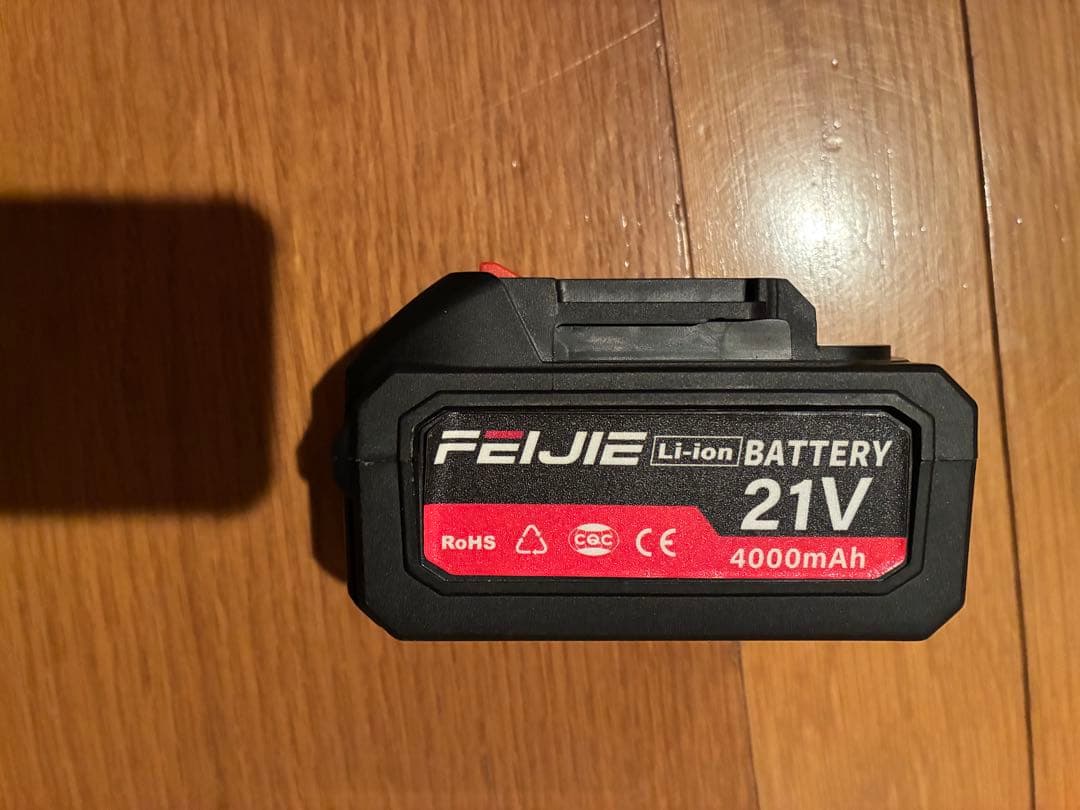 FEIJIE Li-ion BATTERY
21V
RoHS CQC CE
4000mAh